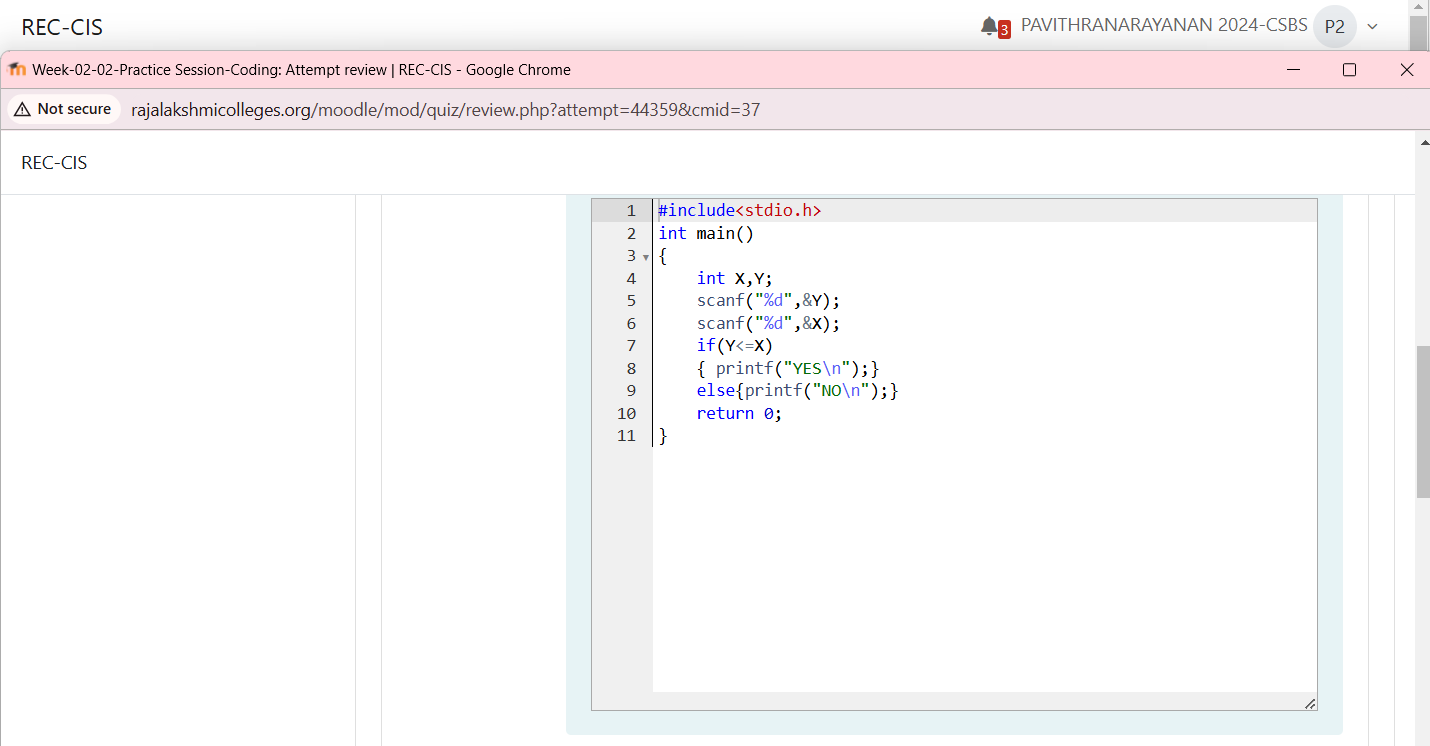 REC-CIS
3 PAVITHRANARAYANAN 2024-CSBS P2
Week-02-02-Practice Session-Coding: Attempt review | REC-CIS - Google Chrome
Not secure rajalakshmicolleges.org/moodle/mod/quiz/review.php?attempt=44359&cmid=37
REC-CIS
1 #include<stdio.h>
2 int main()
3 {
4     int X,Y;
5     scanf("%d",&Y);
6     scanf("%d",&X);
7     if(Y<=X)
8     { printf("YES\n");}
9     else{printf("NO\n");}
10     return 0;
11 }